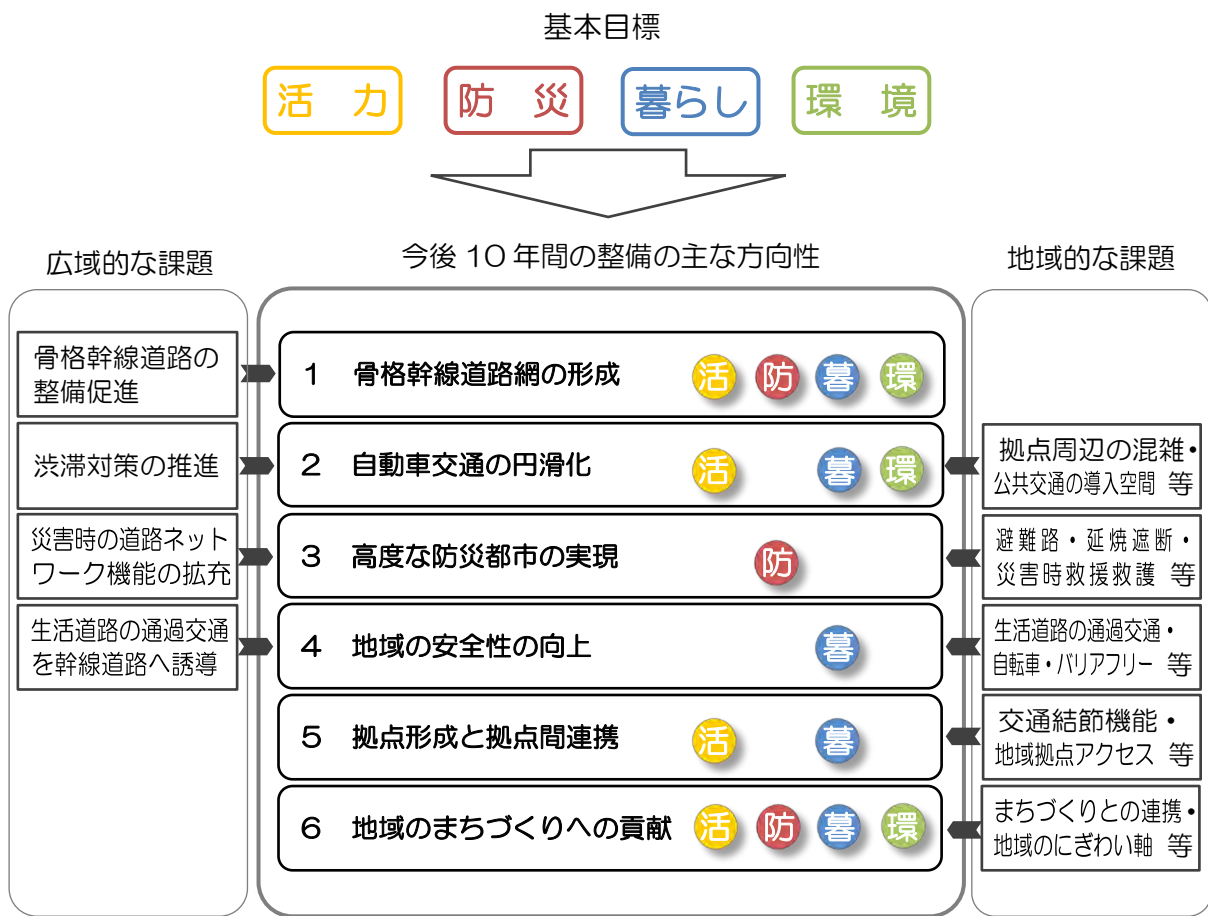 基本目標
活　力
防　災
暮らし
環　境
広域的な課題
今後 10 年間の整備の主な方向性
地域的な課題
骨格幹線道路の
整備促進
渋滞対策の推進
災害時の道路ネット
ワーク機能の拡充
生活道路の通過交通
を幹線道路へ誘導
1　骨格幹線道路網の形成　活　防　暮　環
2　自動車交通の円滑化　活　暮　環
3　高度な防災都市の実現　防
4　地域の安全性の向上　暮
5　拠点形成と拠点間連携　活　暮
6　地域のまちづくりへの貢献　活　防　暮　環
拠点周辺の混雑・
公共交通の導入空間　等
避難路・延焼遮断・
災害時救援救護　等
生活道路の通過交通・
自転車・バリアフリー　等
交通結節機能・
地域拠点アクセス　等
まちづくりとの連携・
地域のにぎわい軸　等